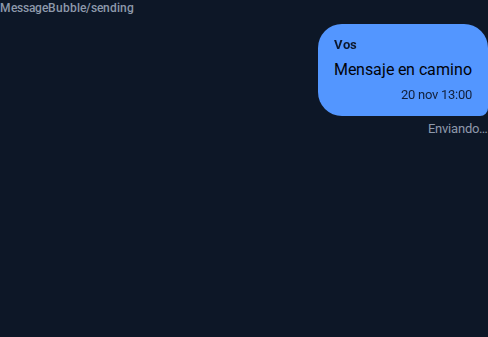 MessageBubble/sending
Vos
Mensaje en camino
20 nov 13:00
Enviando…